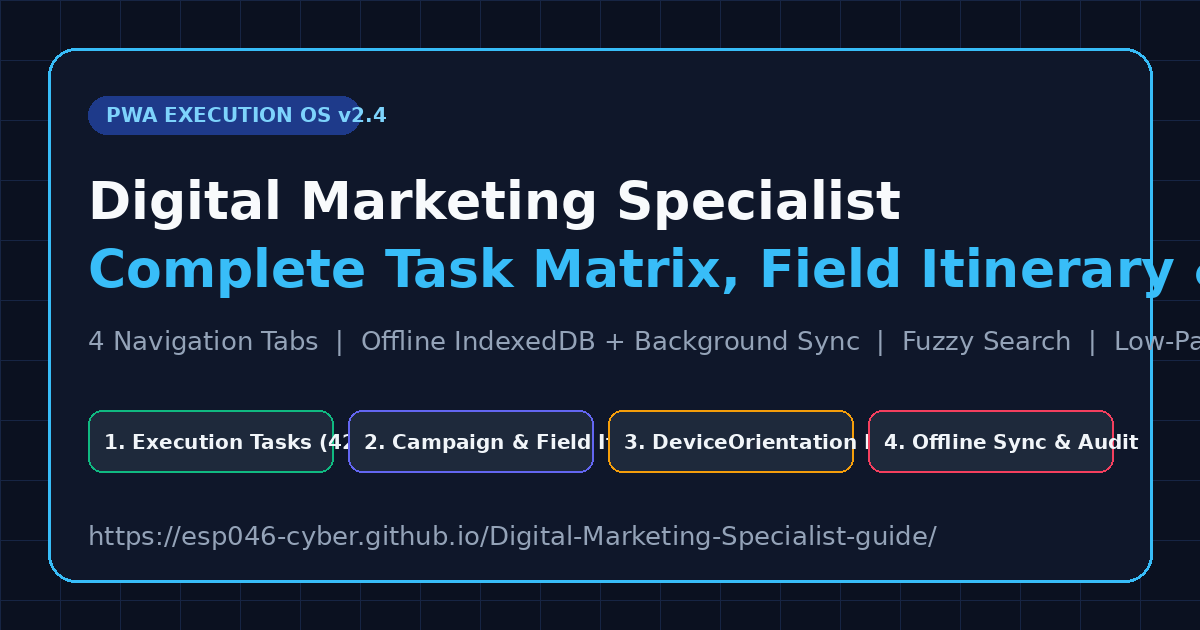 PWA EXECUTION OS v2.4
Digital Marketing Specialist
Complete Task Matrix, Field Itinerary
4 Navigation Tabs | Offline IndexedDB + Background Sync | Fuzzy Search | Low-Pa
1. Execution Tasks (42 2. Campaign & Field I 3. DeviceOrientation 4. Offline Sync & Audit
https://esp046-cyber.github.io/Digital-Marketing-Specialist-guide/